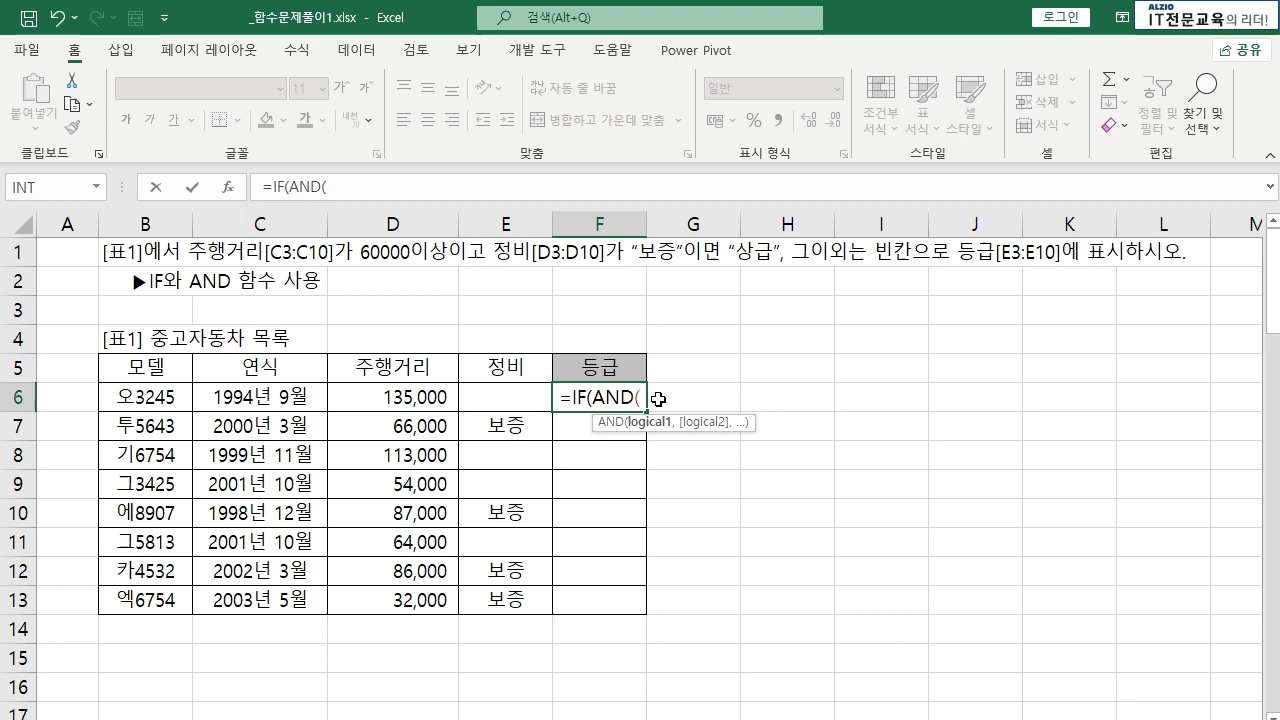 _함수문제풀이1.xlsx - Excel
검색(Alt+Q)
로그인
ALZIO
IT전문교육의 리더!
파일 홈 삽입 페이지 레이아웃 수식 데이터 검토 보기 개발 도구 도움말 Power Pivot
공유
붙여넣기
클립보드
11
가 가 가
가
내천
글꼴
자동 줄 바꿈
병합하고 가운데 맞춤
맞춤
일반
표시 형식
조건부 서식
표 서식
셀 스타일
스타일
삽입
삭제
서식
셀
정렬 및 필터
찾기 및 선택
편집
INT
fx
=IF(AND(
A B C D E F G H I J K L M
1 [표1]에서 주행거리[C3:C10]가 60000이상이고 정비[D3:D10]가 “보증”이면 “상급”, 그이외는 빈칸으로 등급[E3:E10]에 표시하시오.
2 ▶IF와 AND 함수 사용
3
4 [표1] 중고자동차 목록
5 모델 연식 주행거리 정비 등급
6 오3245 1994년 9월 135,000 =IF(AND(
AND(logical1, [logical2], ...)
7 투5643 2000년 3월 66,000 보증
8 기6754 1999년 11월 113,000
9 그3425 2001년 10월 54,000
10 에8907 1998년 12월 87,000 보증
11 그5813 2001년 10월 64,000
12 카4532 2002년 3월 86,000 보증
13 엑6754 2003년 5월 32,000 보증
14
15
16
17